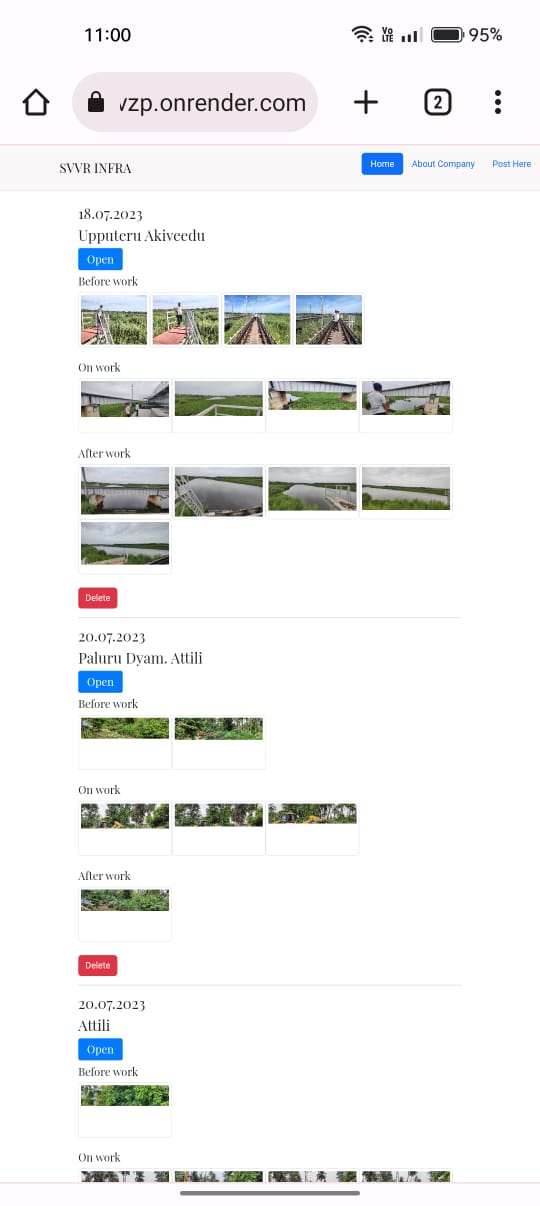 11:00
Vo
LTE
95%
vzp.onrender.com
2
SVVR INFRA
Home
About Company
Post Here
18.07.2023
Upputeru Akiveedu
Open
Before work
On work
After work
Delete
20.07.2023
Paluru Dyam. Attili
Open
Before work
On work
After work
Delete
20.07.2023
Attili
Open
Before work
On work